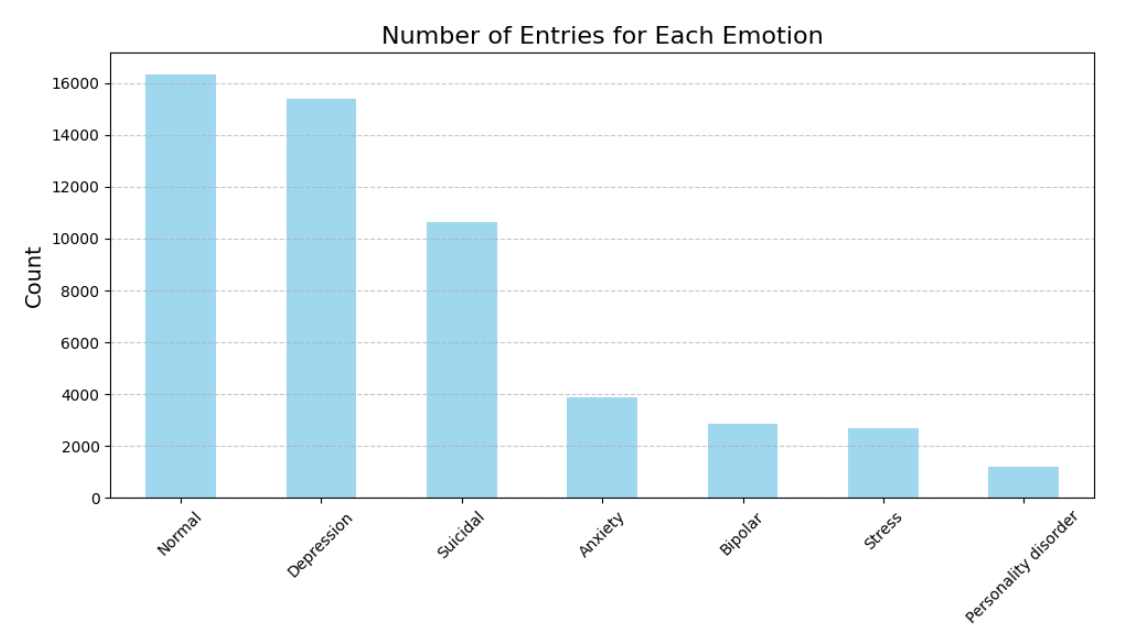 Number of Entries for Each Emotion
Count
16000
14000
12000
10000
8000
6000
4000
2000
0
Normal
Depression
Suicidal
Anxiety
Bipolar
Stress
Personality disorder